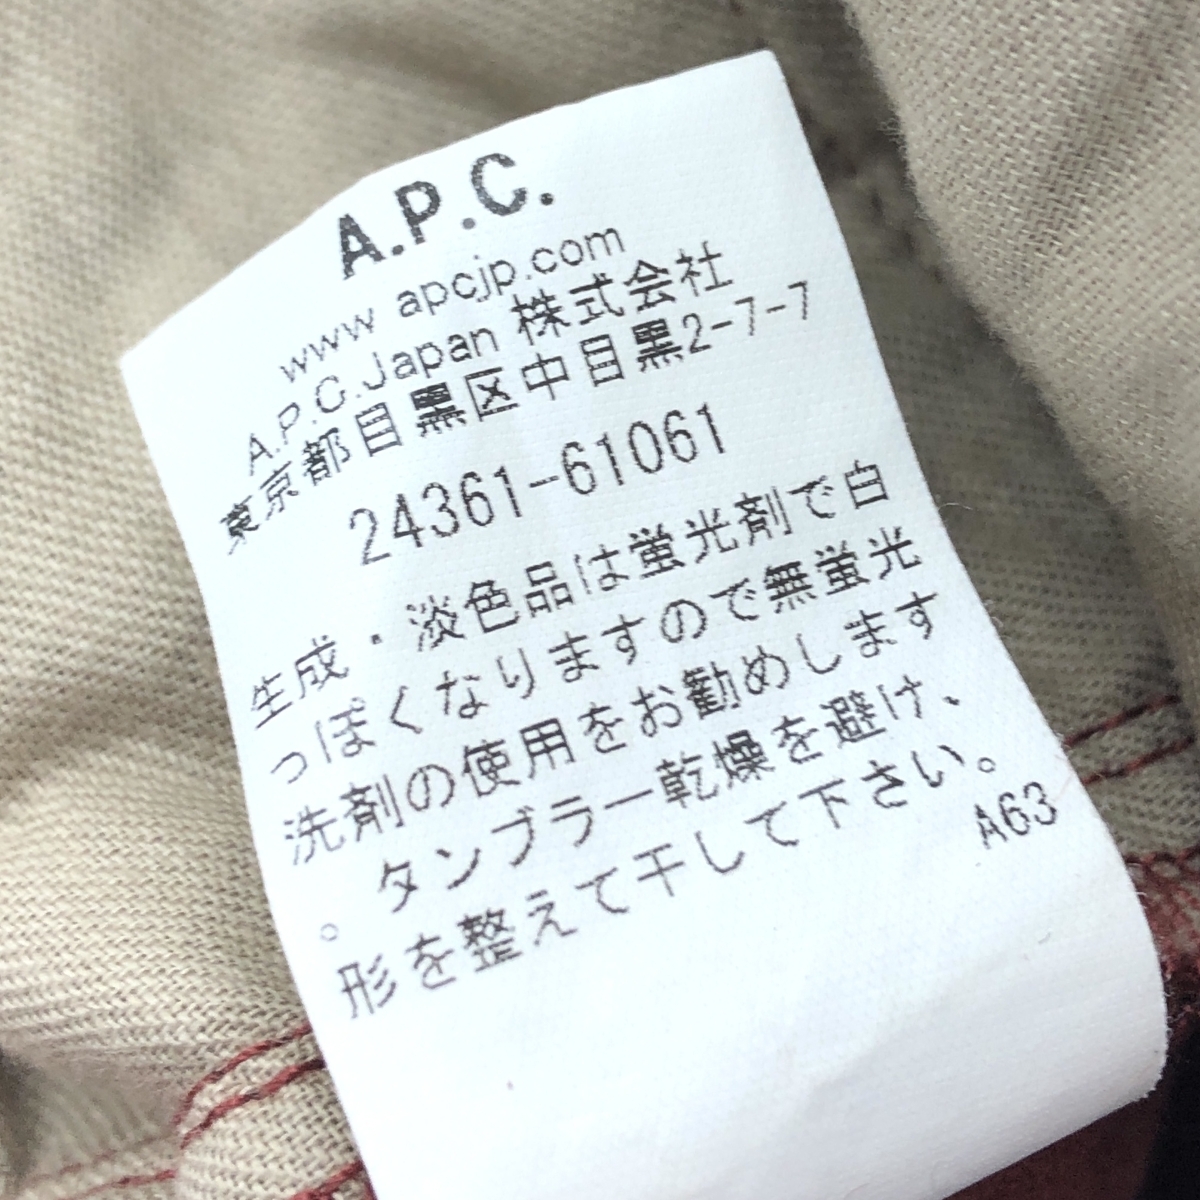 A.P.C.
www apcjp.com
A.P.C.Japan 株式会社
東京都目黒区中目黒2-7-7
24361-61061
生成・淡色品は蛍光剤で白
っぽくなりますので無蛍光
洗剤の使用をお勧めします
。タンブラー乾燥を避け、
形を整えて干して下さい。
A63